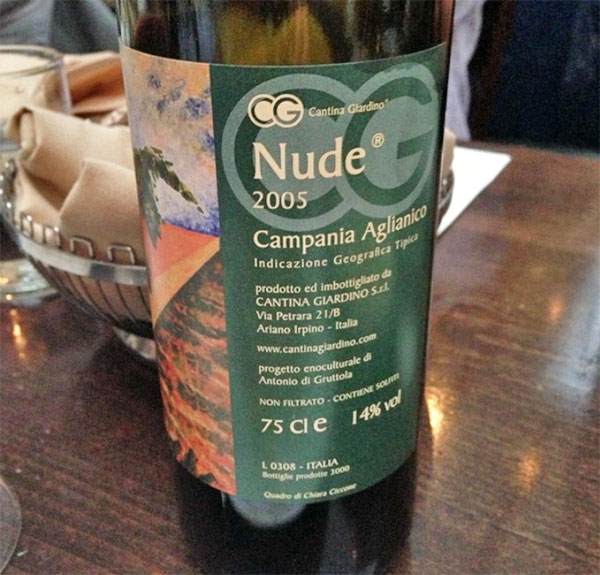 CG Cantina Giardino®
CG
Nude®
2005
Campania Aglianico
Indicazione Geografica Tipica
prodotto ed imbottigliato da
CANTINA GIARDINO S.r.l.
Via Petrara 21/B
Ariano Irpino - Italia
www.cantinagiardino.com
progetto enoculturale di
Antonio di Gruttola
NON FILTRATO - CONTIENE SOLFITI
75 Cl e 14% vol
L 0308 - ITALIA
Bottiglie prodotte 3000
Quadro di Chiara Ciccone